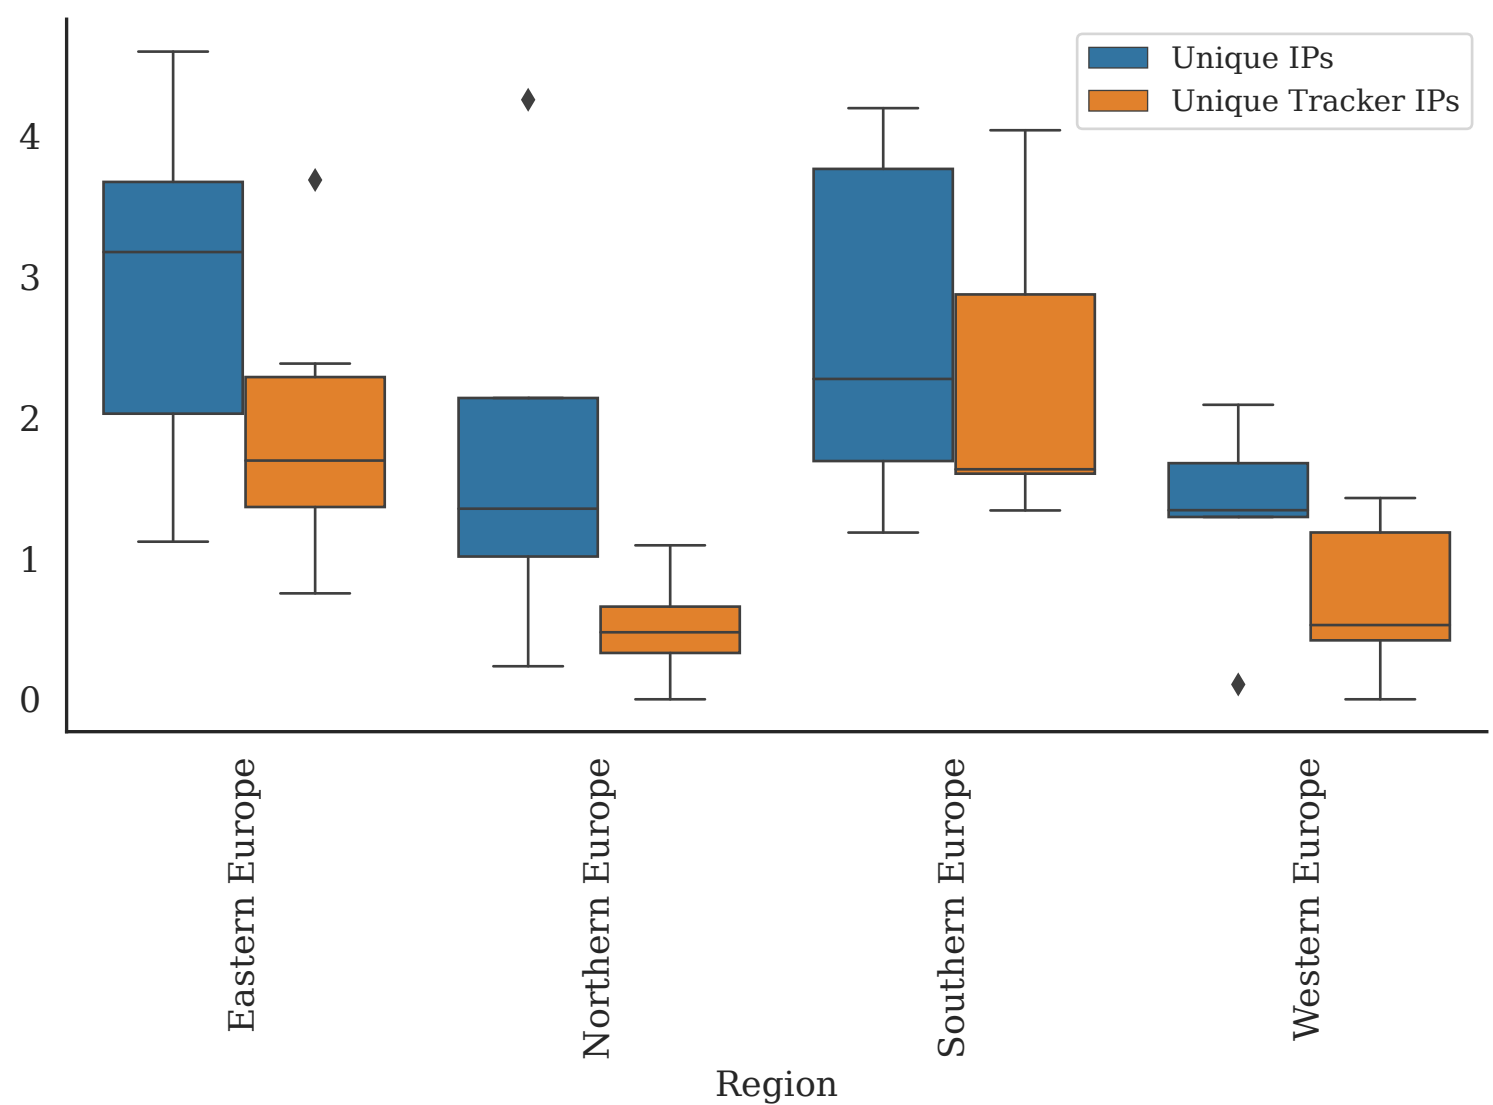 Unique IPs
Unique Tracker IPs
4
3
2
1
0
Eastern Europe
Northern Europe
Southern Europe
Western Europe
Region